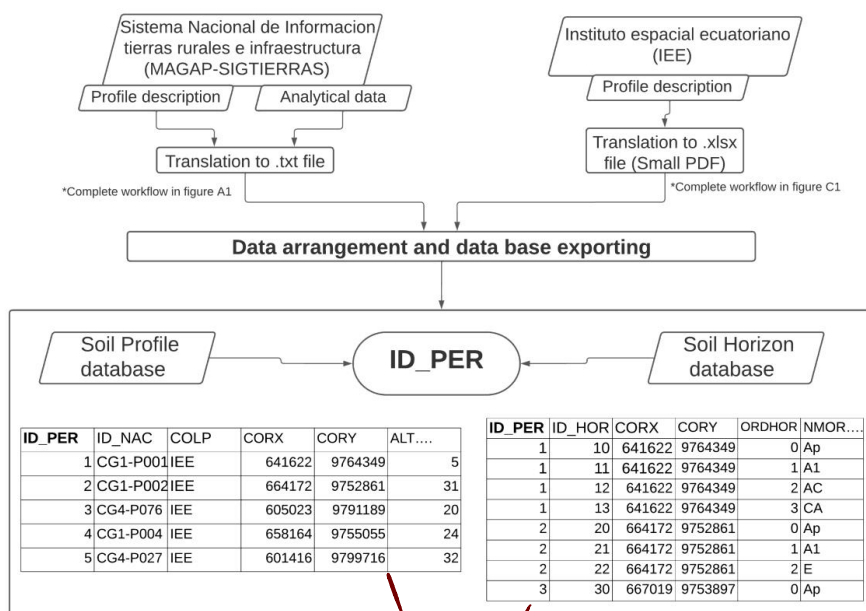 Sistema Nacional de Informacion
tierras rurales e infraestructura
(MAGAP-SIGTIERRAS)
Profile description
Analytical data
Translation to .txt file
*Complete workflow in figure A1
Instituto espacial ecuatoriano
(IEE)
Profile description
Translation to .xlsx
file (Small PDF)
*Complete workflow in figure C1
Data arrangement and data base exporting
Soil Profile
database
ID_PER
Soil Horizon
database
ID_PER ID_NAC COLP CORX CORY ALT....
1 CG1-P001 IEE 641622 9764349 5
2 CG1-P002 IEE 664172 9752861 31
3 CG4-P076 IEE 605023 9791189 20
4 CG1-P004 IEE 658164 9755055 24
5 CG4-P027 IEE 601416 9799716 32
ID_PER ID_HOR CORX CORY ORDHOR NMOR....
1 10 641622 9764349 0 Ap
1 11 641622 9764349 1 A1
1 12 641622 9764349 2 AC
1 13 641622 9764349 3 CA
2 20 664172 9752861 0 Ap
2 21 664172 9752861 1 A1
2 22 664172 9752861 2 E
3 30 667019 9753897 0 Ap